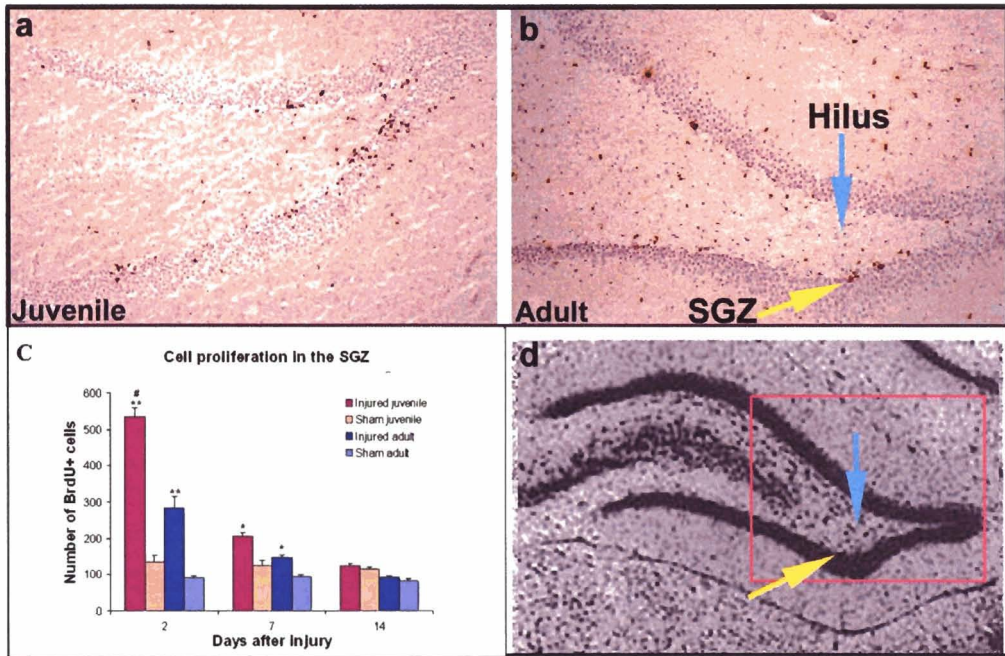 a
Juvenile
b
Hilus
SGZ
Adult
C
Cell proliferation in the SGZ
Number of BrdU+ cells
600
500
400
300
200
100
0
#
**
**
*
*
Injured juvenile
Sham juvenile
Injured adult
Sham adult
2
7
14
Days after injury
d